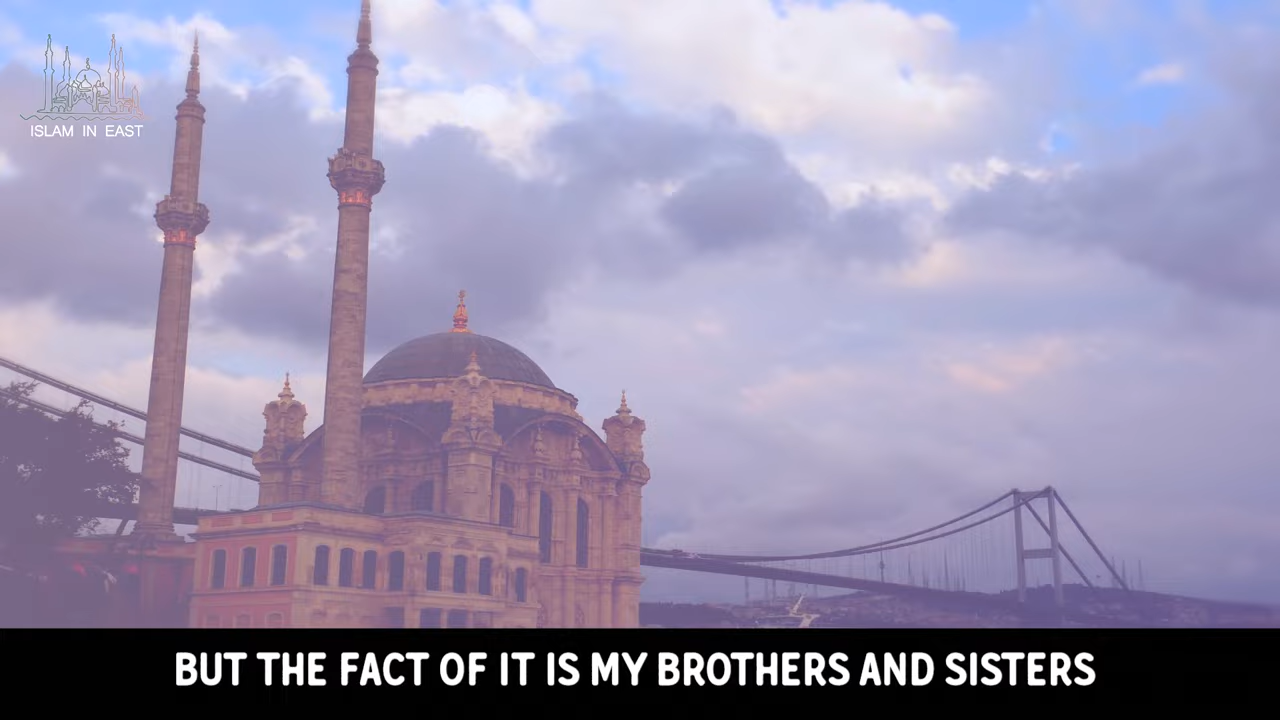 ISLAM IN EAST
BUT THE FACT OF IT IS MY BROTHERS AND SISTERS